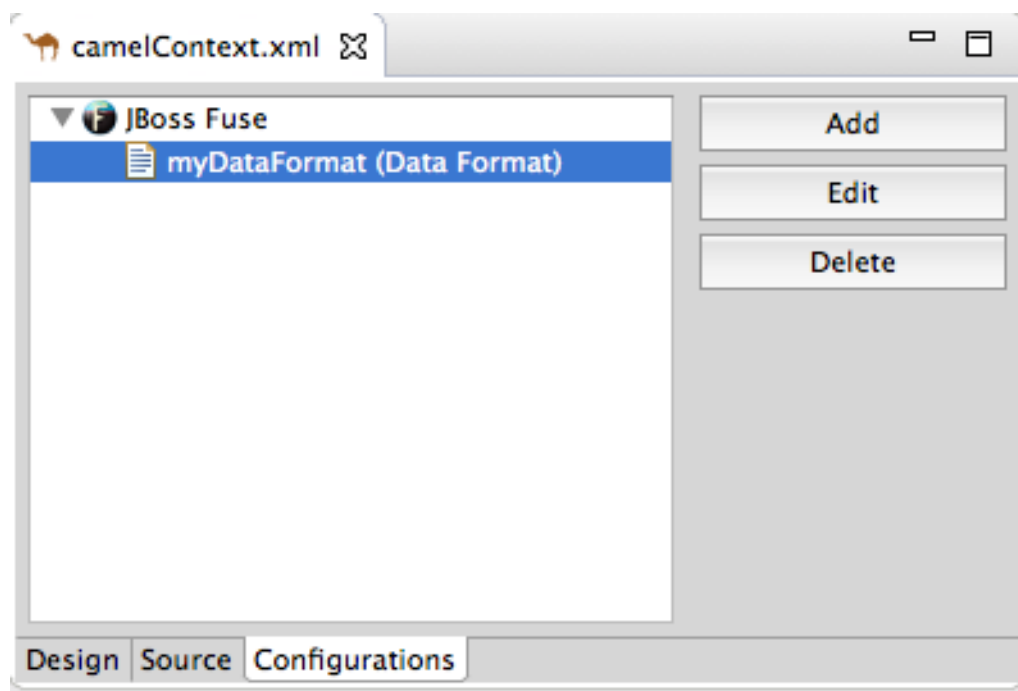 camelContext.xml
JBoss Fuse
myDataFormat (Data Format)
Add
Edit
Delete
Design Source Configurations